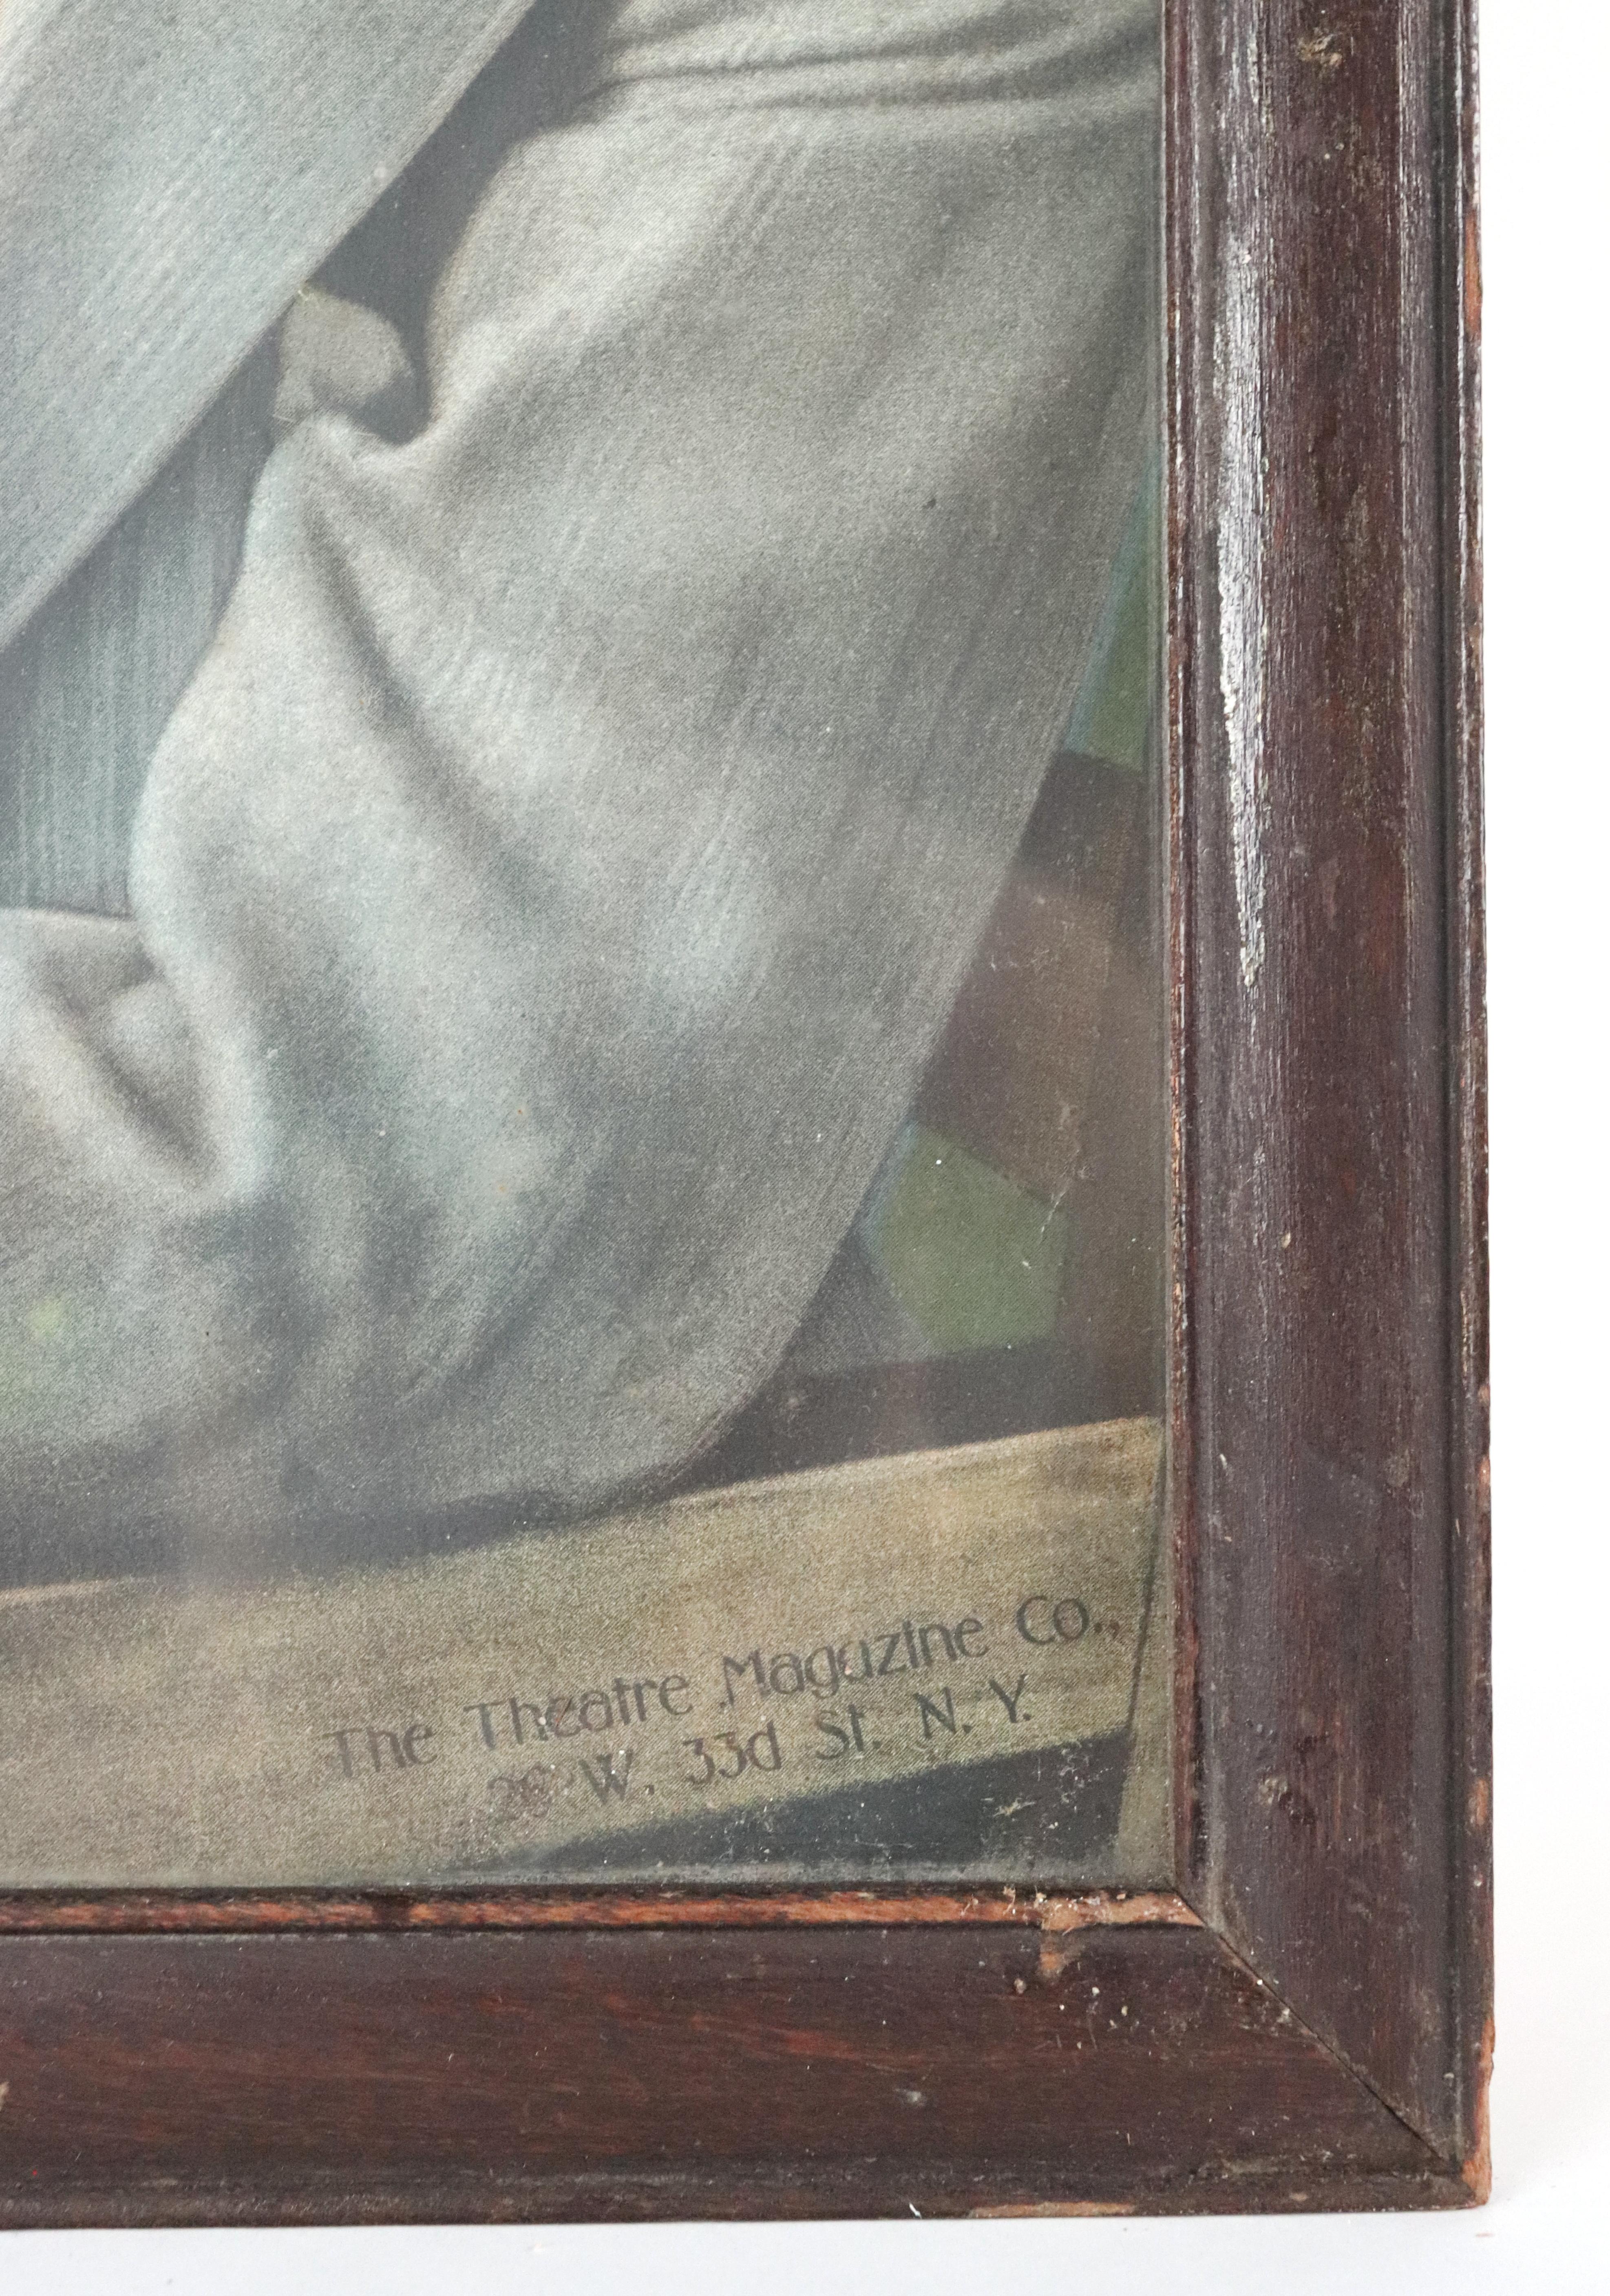 The Theatre Magazine Co.,
26 W. 33d St. N. Y.